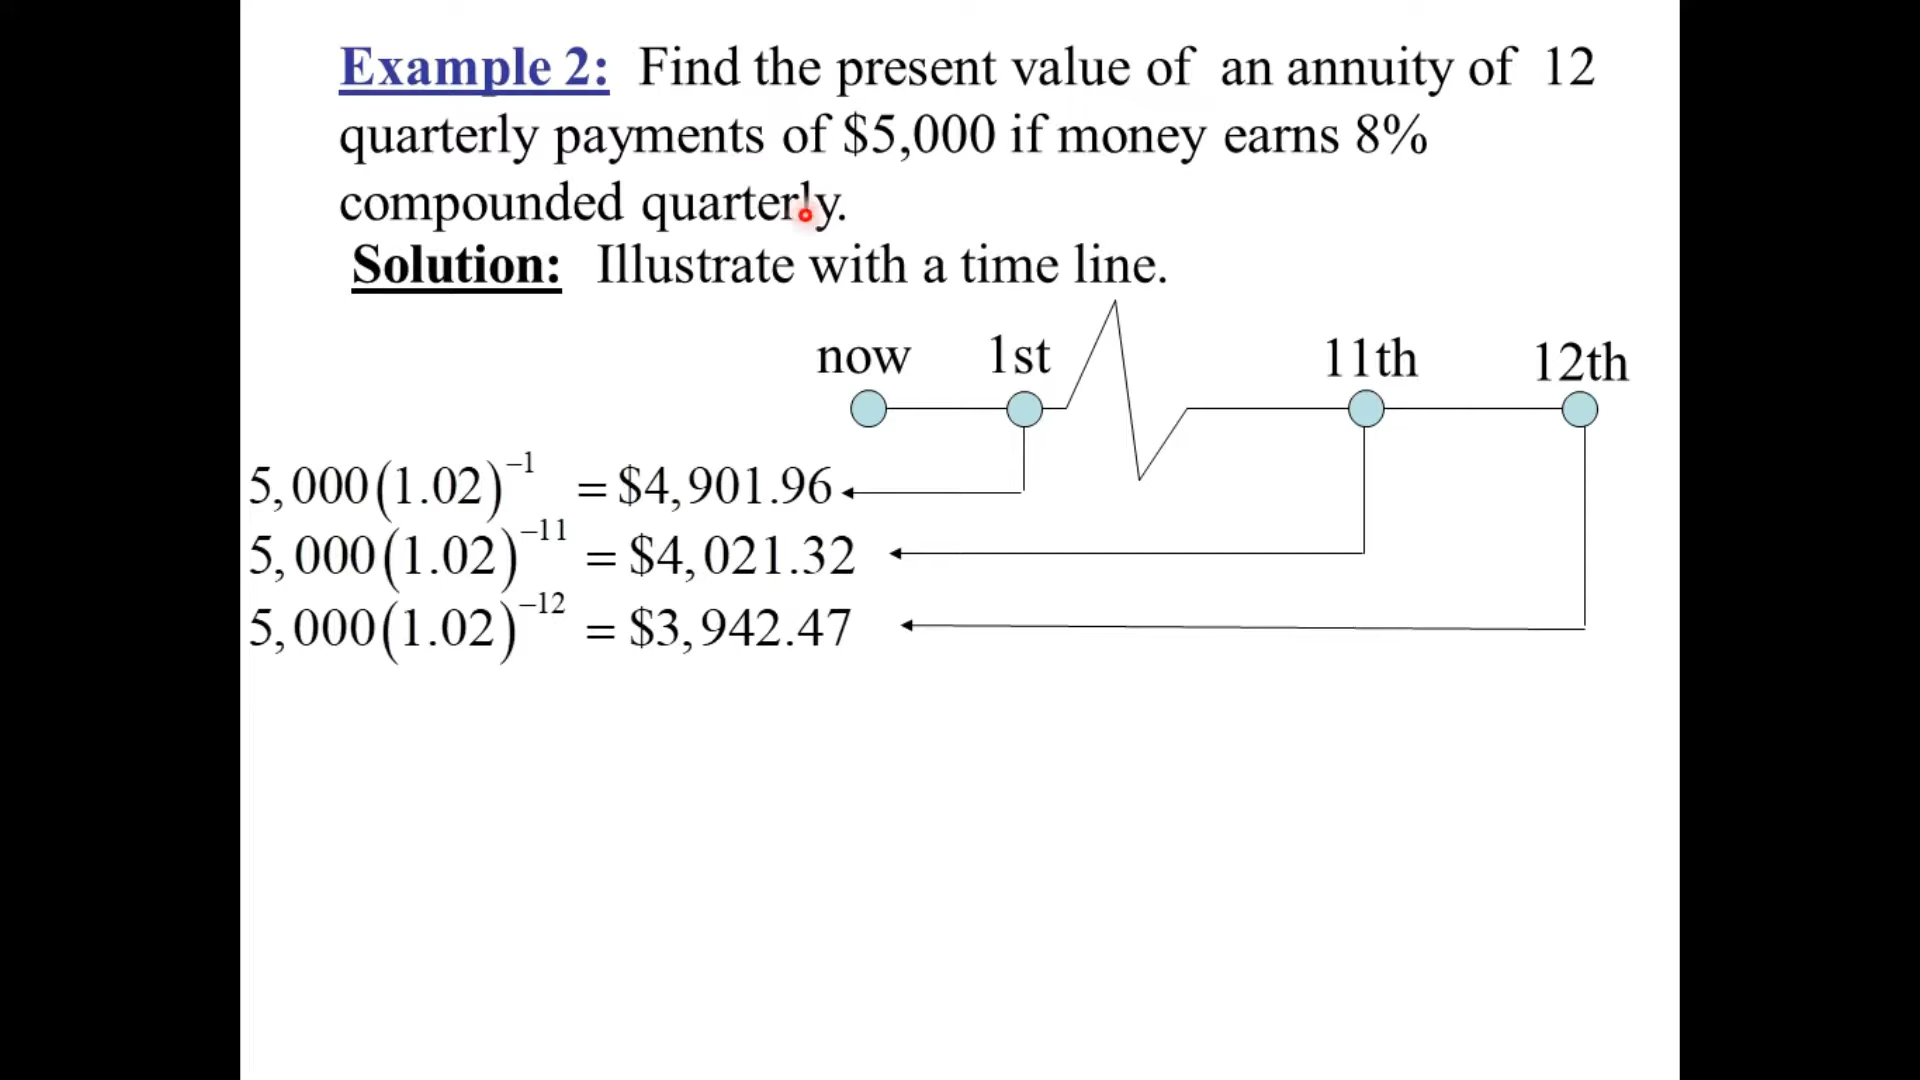 Example 2: Find the present value of an annuity of 12
quarterly payments of $5,000 if money earns 8%
compounded quarterly.
Solution: Illustrate with a time line.
now 1st 11th 12th
5,000(1.02)⁻¹ = $4,901.96
5,000(1.02)⁻¹¹ = $4,021.32
5,000(1.02)⁻¹² = $3,942.47